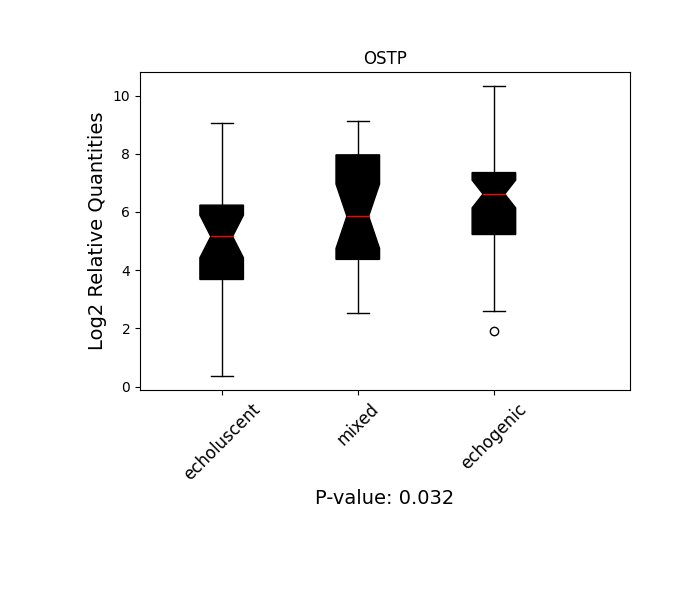 OSTP
Log2 Relative Quantities
10
8
6
4
2
0
echoluscent
mixed
echogenic
P-value: 0.032